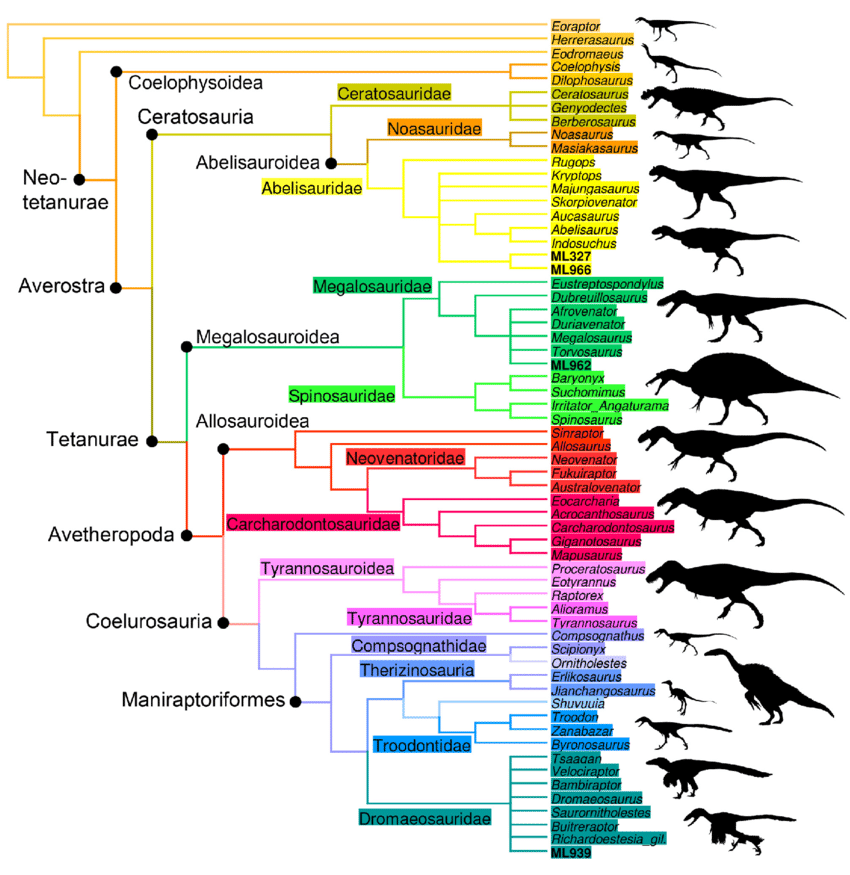 Eoraptor
Herrerasaurus
Eodromaeus
Coelophysis
Coelophysoidea
Dilophosaurus
Ceratosauridae
Ceratosaurus
Genyodectes
Ceratosauria
Berberosaurus
Noasauridae
Noasaurus
Masiakasaurus
Abelisauroidea
Rugops
Neo-
tetanurae
Kryptops
Abelisauridae
Majungasaurus
Skorpiovenator
Aucasaurus
Abelisaurus
Indosuchus
ML327
ML966
Averostra
Megalosauridae
Eustreptospondylus
Dubreuillosaurus
Afrovenator
Duriavenator
Megalosauroidea
Megalosaurus
Torvosaurus
ML962
Baryonyx
Spinosauridae
Suchomimus
Irritator_Angaturama
Spinosaurus
Allosauroidea
Tetanurae
Sinraptor
Allosaurus
Neovenatoridae
Neovenator
Fukuiraptor
Australovenator
Eocarcharia
Acrocanthosaurus
Carcharodontosauridae
Carcharodontosaurus
Avetheropoda
Giganotosaurus
Mapusaurus
Tyrannosauroidea
Proceratosaurus
Eotyrannus
Raptorex
Alioramus
Tyrannosauridae
Tyrannosaurus
Coelurosauria
Compsognathus
Compsognathidae
Scipionyx
Ornitholestes
Therizinosauria
Erlikosaurus
Jianchangosaurus
Maniraptoriformes
Shuvuuia
Troodon
Zanabazar
Troodontidae
Byronosaurus
Tsaagan
Velociraptor
Bambiraptor
Dromaeosaurus
Saurornitholestes
Dromaeosauridae
Buitreraptor
Richardoestesia_gil.
ML939